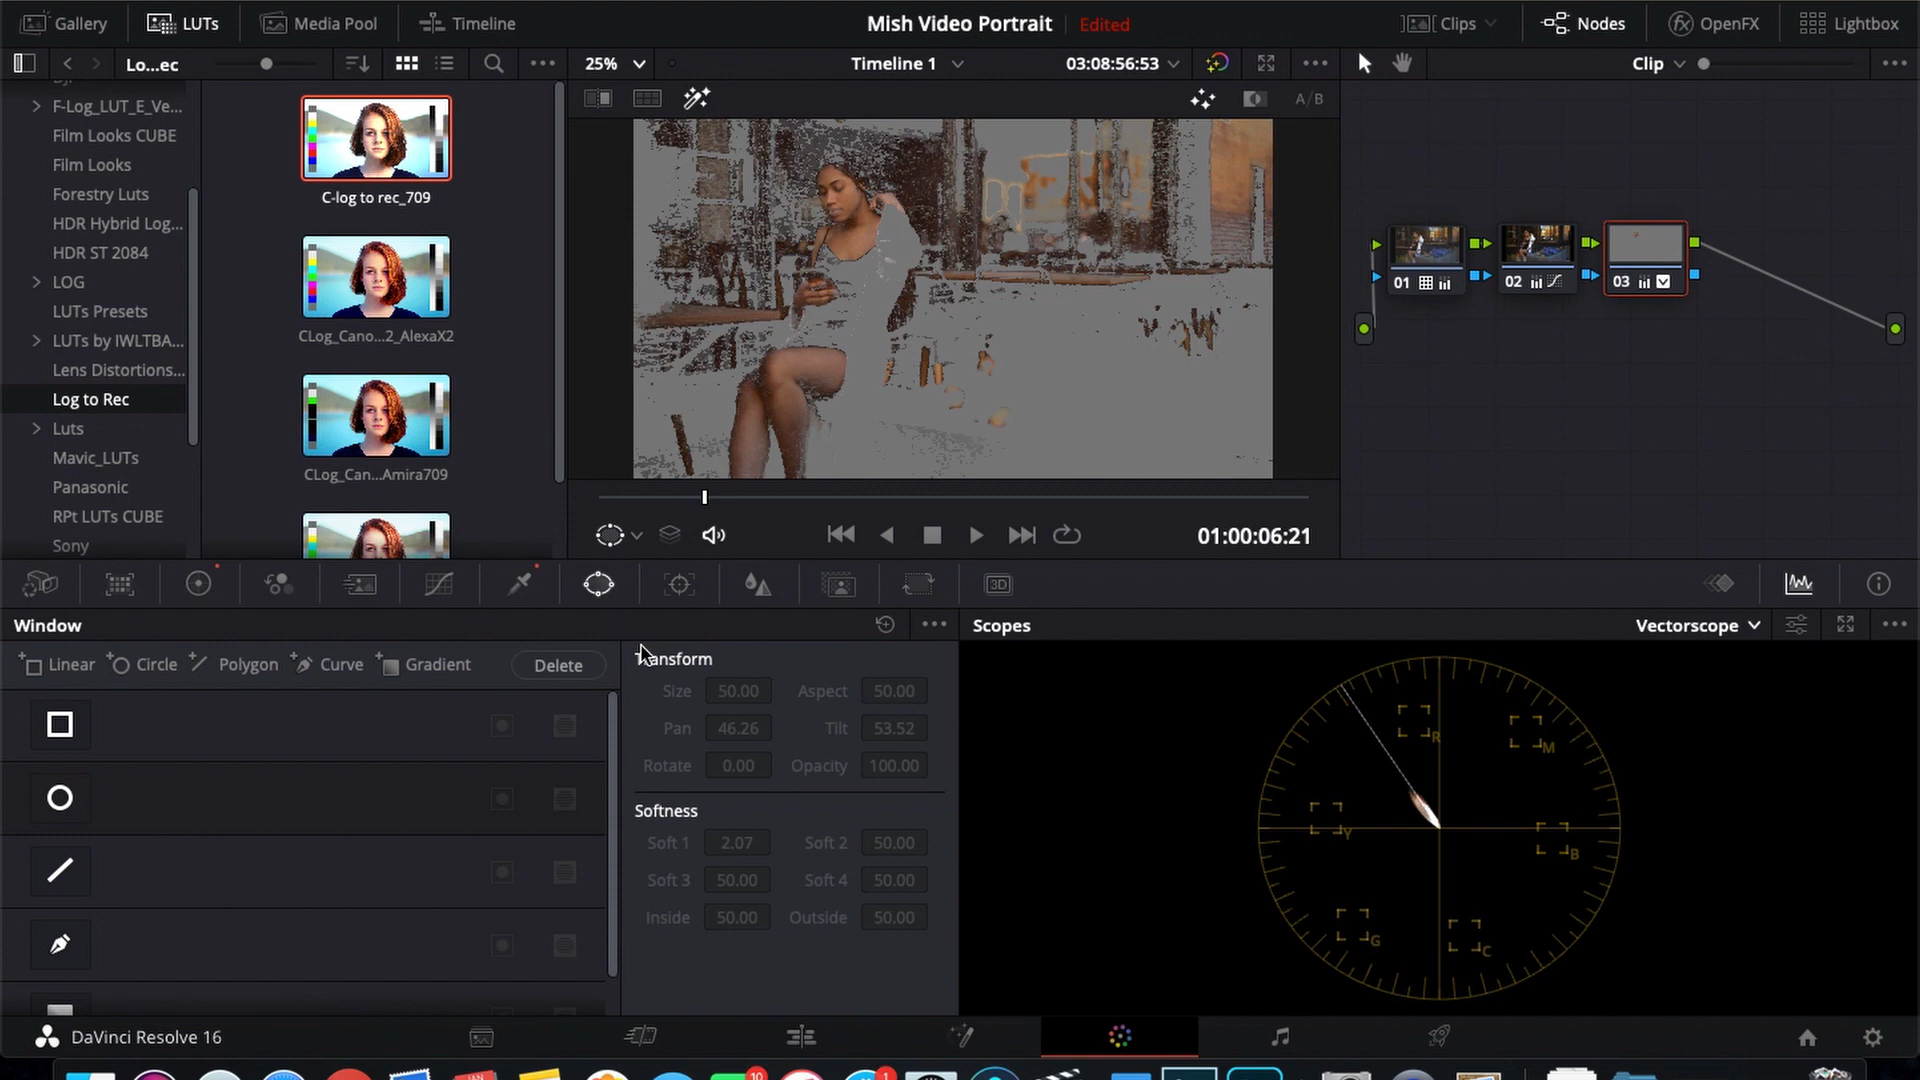 Gallery LUTs Media Pool Timeline Mish Video Portrait Edited Clips Nodes OpenFX Lightbox
Lo...ec 25% Timeline 1 03:08:56:53 Clip
A/B
F-Log_LUT_E_Ve...
Film Looks CUBE
Film Looks
Forestry Luts
HDR Hybrid Log...
HDR ST 2084
LOG
LUTs Presets
LUTs by IWLTBA...
Lens Distortions...
Log to Rec
Luts
Mavic_LUTs
Panasonic
RPt LUTs CUBE
Sony
C-log to rec_709
CLog_Cano...2_AlexaX2
CLog_Can...Amira709
01 02 03
01:00:06:21
3D
Window
Linear Circle Polygon Curve Gradient Delete
Transform
Size 50.00 Aspect 50.00
Pan 46.26 Tilt 53.52
Rotate 0.00 Opacity 100.00
Softness
Soft 1 2.07 Soft 2 50.00
Soft 3 50.00 Soft 4 50.00
Inside 50.00 Outside 50.00
Scopes Vectorscope
R
M
Y
B
G
C
DaVinci Resolve 16
JAN 10 1